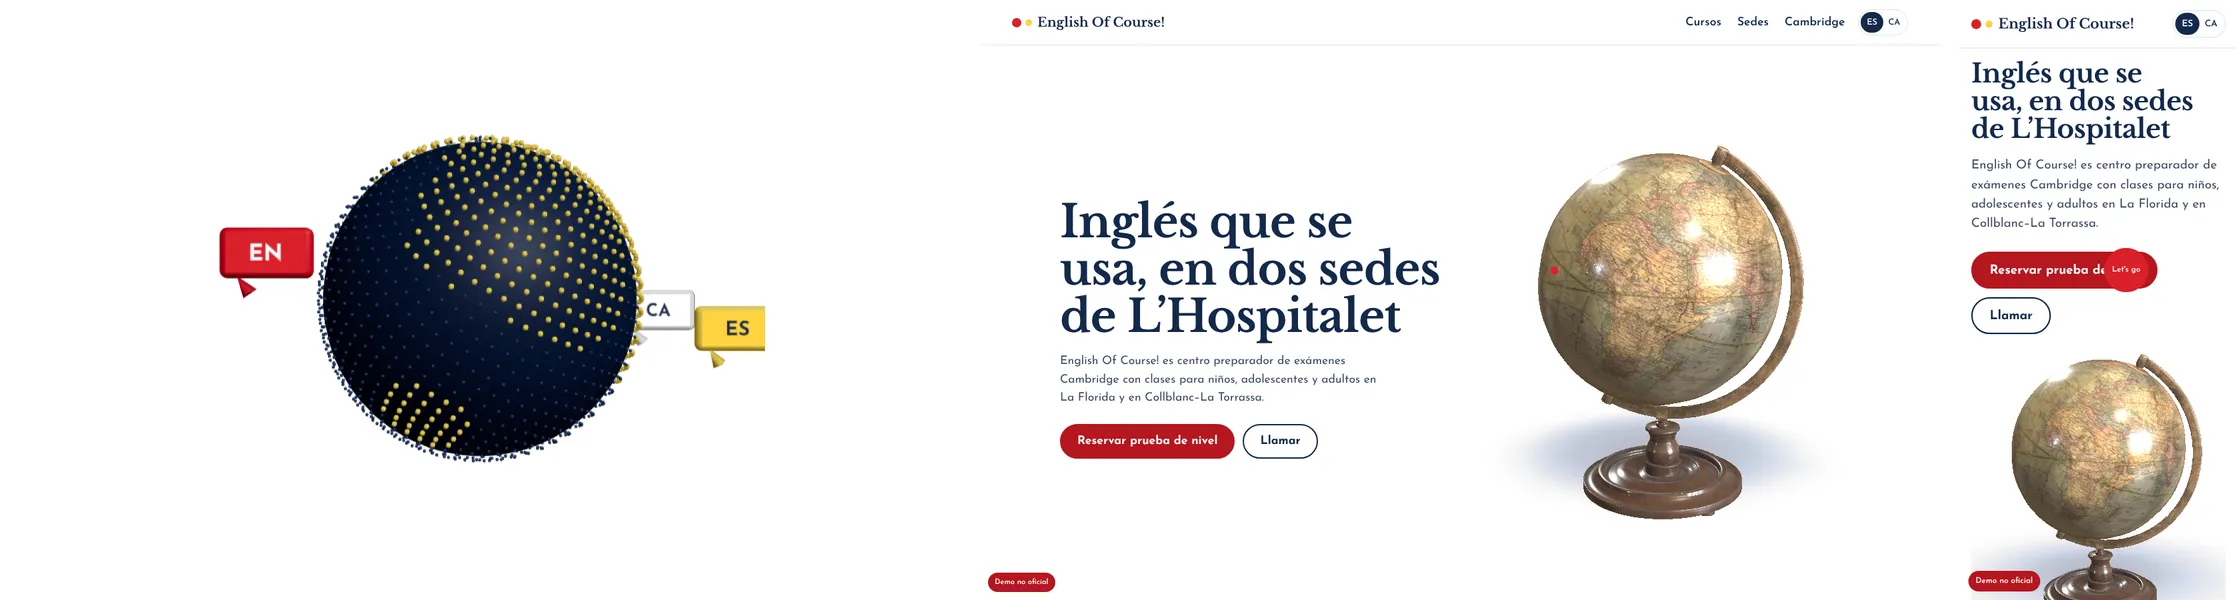 EN
CA
ES
English Of Course!
Cursos Sedes Cambridge ES CA
Inglés que se
usa, en dos sedes
de L’Hospitalet
English Of Course! es centro preparador de exámenes
Cambridge con clases para niños, adolescentes y adultos en
La Florida y en Collblanc–La Torrassa.
Reservar prueba de nivel Llamar
Demo no oficial
English Of Course!
ES CA
Inglés que se
usa, en dos sedes
de L’Hospitalet
English Of Course! es centro preparador de
exámenes Cambridge con clases para niños,
adolescentes y adultos en La Florida y en
Collblanc–La Torrassa.
Reservar prueba de
Let's go
Llamar
Demo no oficial